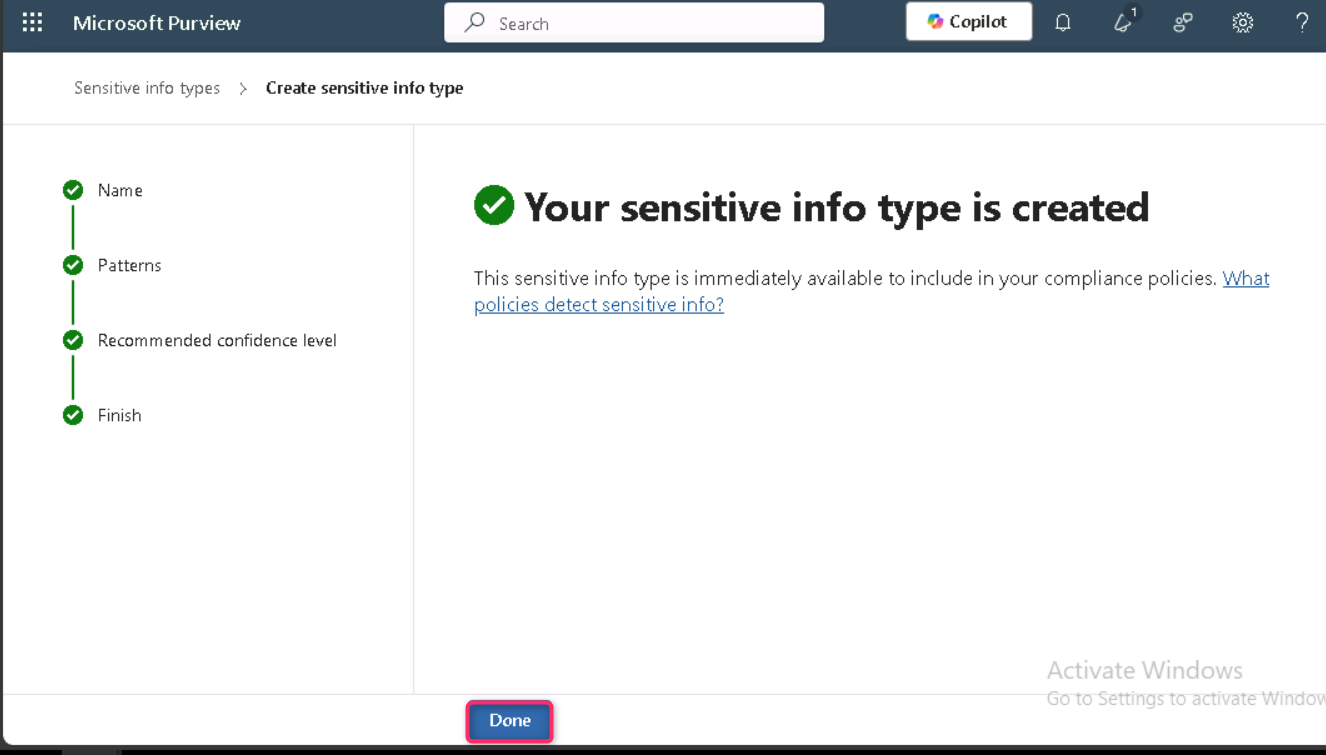 Microsoft Purview
Search
Copilot
1
?
Sensitive info types > Create sensitive info type
Name
Patterns
Recommended confidence level
Finish
Your sensitive info type is created
This sensitive info type is immediately available to include in your compliance policies. What
policies detect sensitive info?
Activate Windows
Go to Settings to activate Window
Done